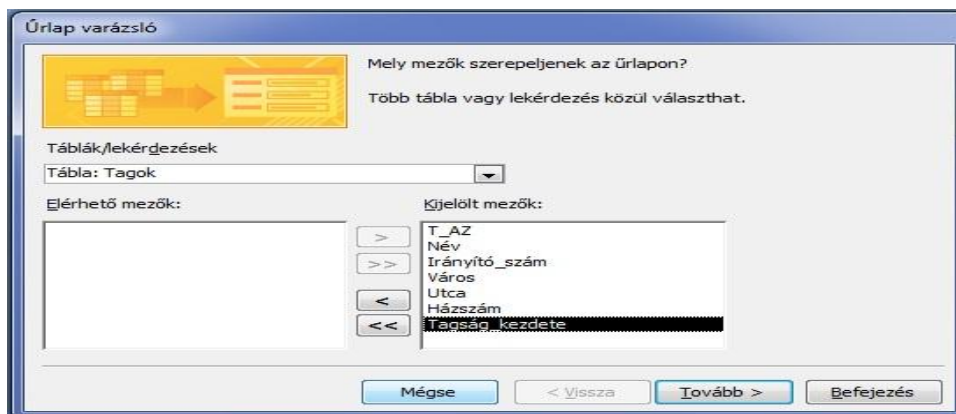 Űrlap varázsló
Mely mezők szerepeljenek az űrlapon?
Több tábla vagy lekérdezés közül választhat.
Táblák/lekérdezések
Tábla: Tagok
Elérhető mezők:
Kijelölt mezők:
T_AZ
Név
Irányító_szám
Város
Utca
Házszám
Tagság_kezdete
>
>>
<
<<
Mégse
< Vissza
Tovább >
Befejezés